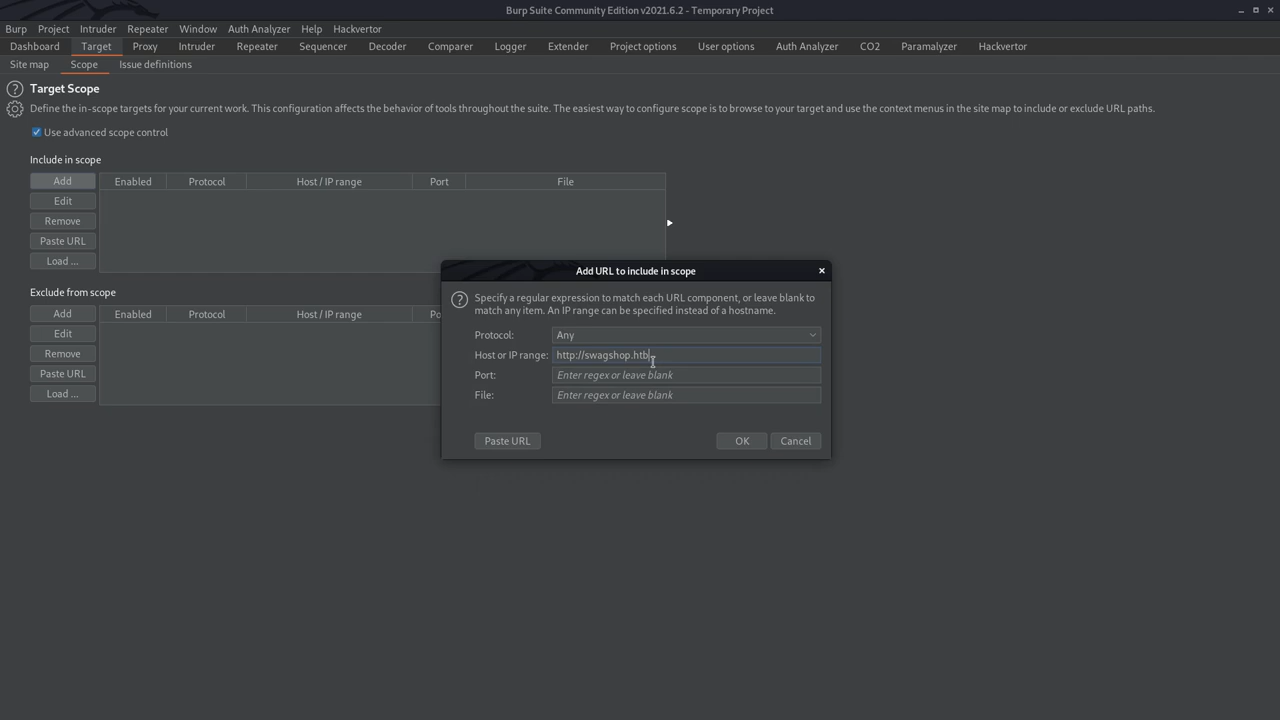 Burp Suite Community Edition v2021.6.2 - Temporary Project
Burp Project Intruder Repeater Window Auth Analyzer Help Hackvertor
Dashboard Target Proxy Intruder Repeater Sequencer Decoder Comparer Logger Extender Project options User options Auth Analyzer CO2 Paramalyzer Hackvertor
Site map Scope Issue definitions
? Target Scope
Define the in-scope targets for your current work. This configuration affects the behavior of tools throughout the suite. The easiest way to configure scope is to browse to your target and use the context menus in the site map to include or exclude URL paths.
Use advanced scope control
Include in scope
Add Enabled Protocol Host / IP range Port File
Edit
Remove
Paste URL
Load ...
Exclude from scope
Add Enabled Protocol Host / IP range Po
Edit
Remove
Paste URL
Load ...
Add URL to include in scope
? Specify a regular expression to match each URL component, or leave blank to
match any item. An IP range can be specified instead of a hostname.
Protocol: Any
Host or IP range: http://swagshop.htb
Port: Enter regex or leave blank
File: Enter regex or leave blank
Paste URL OK Cancel